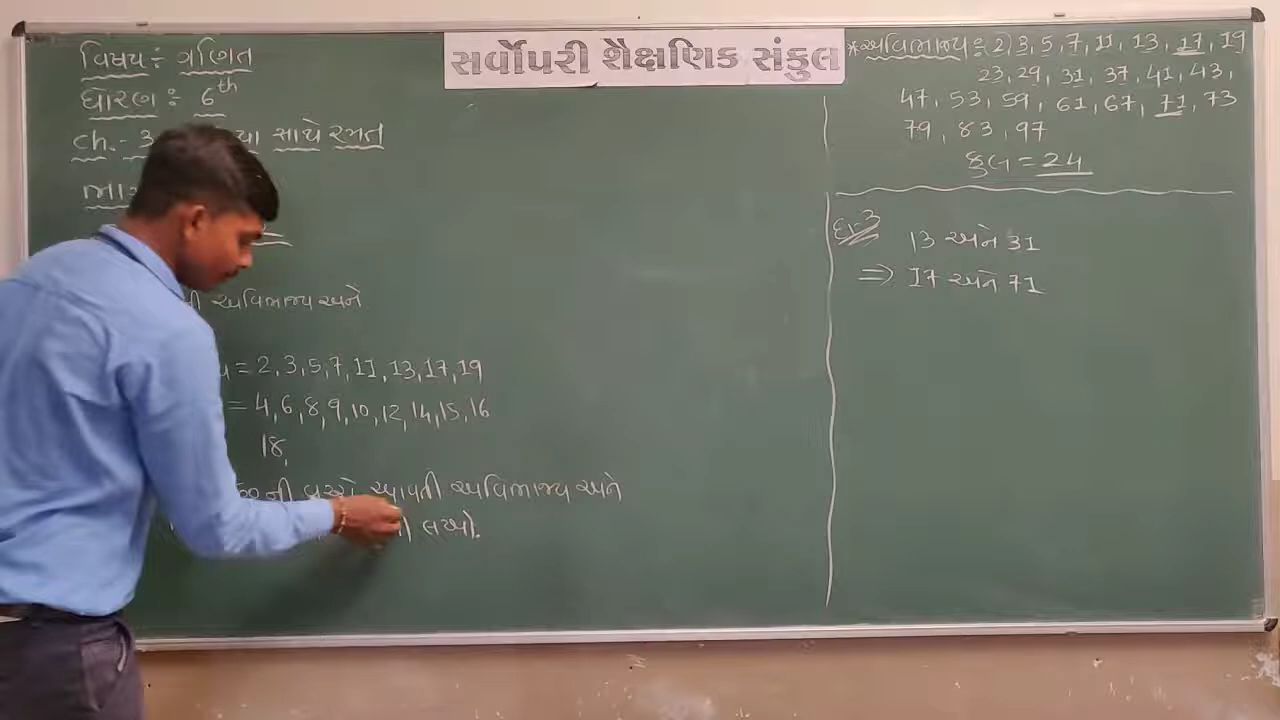 સર્વોપરી શૈક્ષણિક સંકુલ
વિષય : ગણિત
ધોરણ : 6th
ch. - 3 સાથે રમત
અવિભાજ્ય અને
= 2, 3, 5, 7, 11, 13, 17, 19
= 4, 6, 8, 9, 10, 12, 14, 15, 16
18,
ની વચ્ચે આવતી અવિભાજ્ય અને
લખો.
*અવિભાજ્ય : 2, 3, 5, 7, 11, 13, 17, 19
23, 29, 31, 37, 41, 43,
47, 53, 59, 61, 67, 71, 73
79, 83, 97
કુલ = 24
Ex-3 13 અને 31
⇒ 17 અને 71